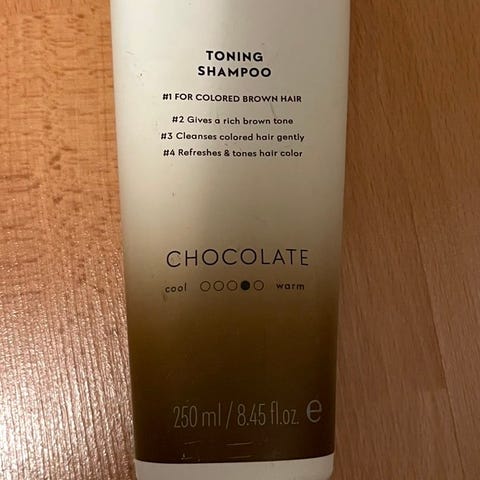 TONING
SHAMPOO
#1 FOR COLORED BROWN HAIR
#2 Gives a rich brown tone
#3 Cleanses colored hair gently
#4 Refreshes & tones hair color
CHOCOLATE
cool ○○○●○ warm
250 ml / 8.45 fl.oz. ℮